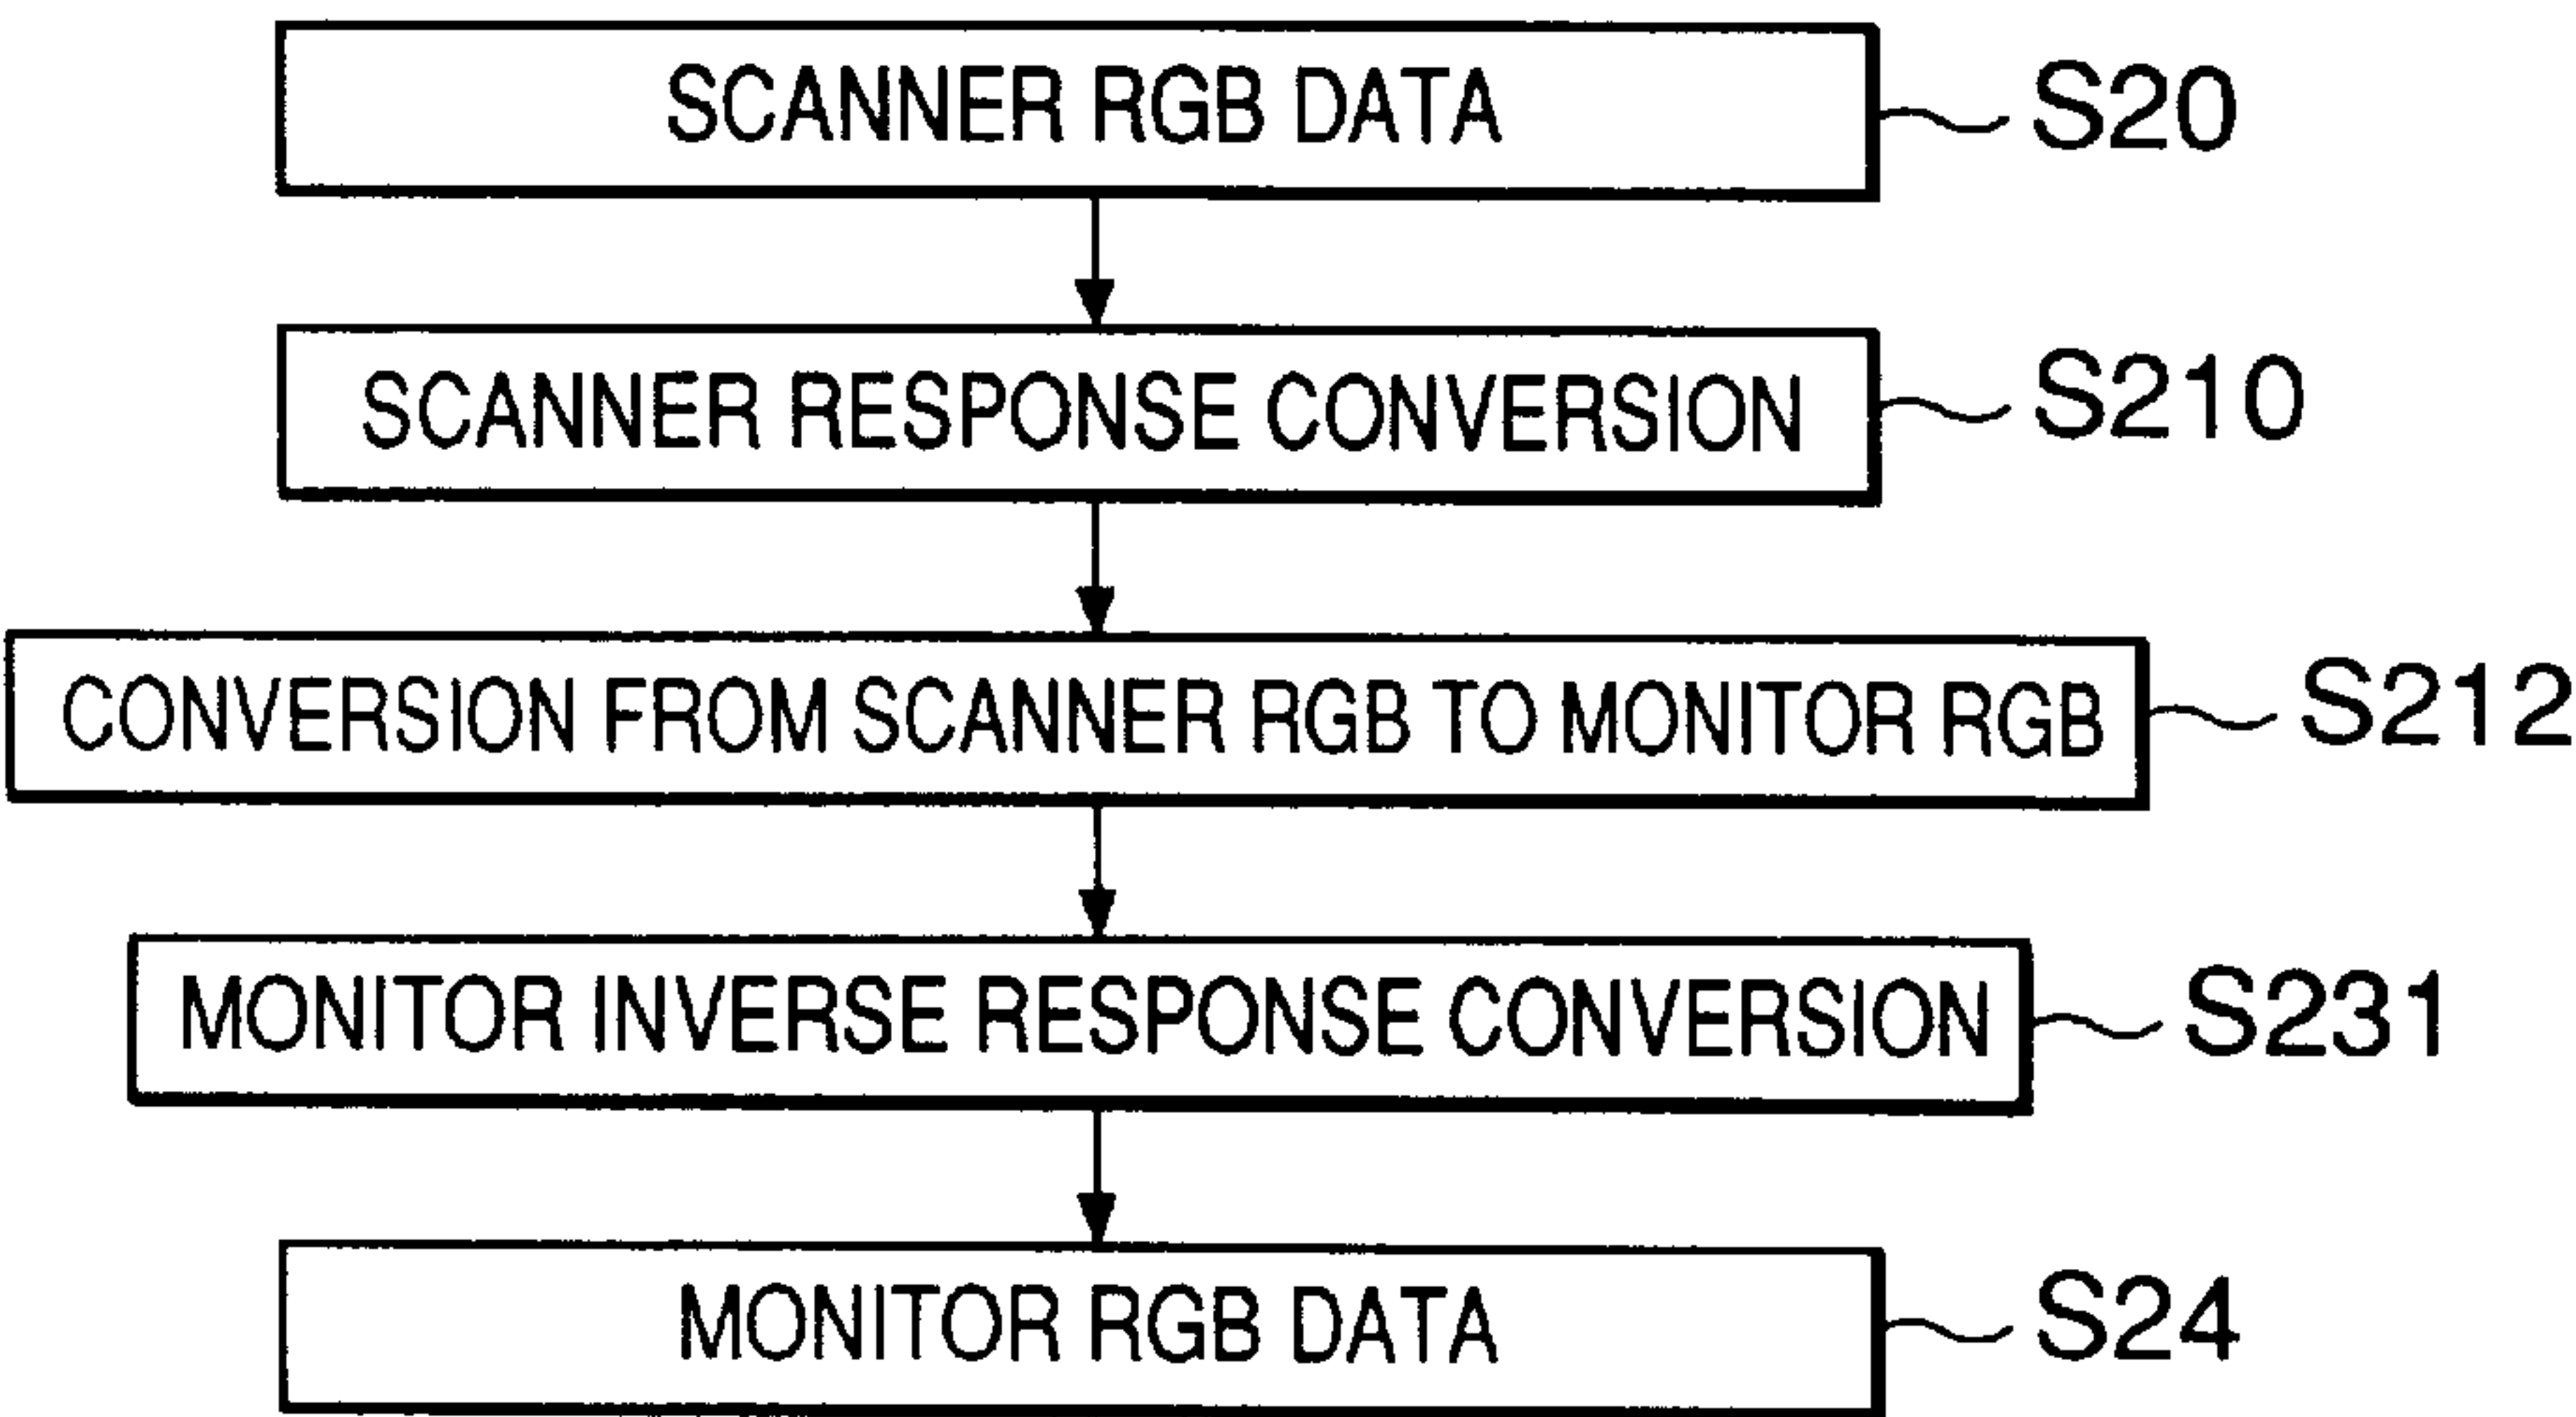 SCANNER RGB DATA S20
SCANNER RESPONSE CONVERSION S210
CONVERSION FROM SCANNER RGB TO MONITOR RGB S212
MONITOR INVERSE RESPONSE CONVERSION S231
MONITOR RGB DATA S24